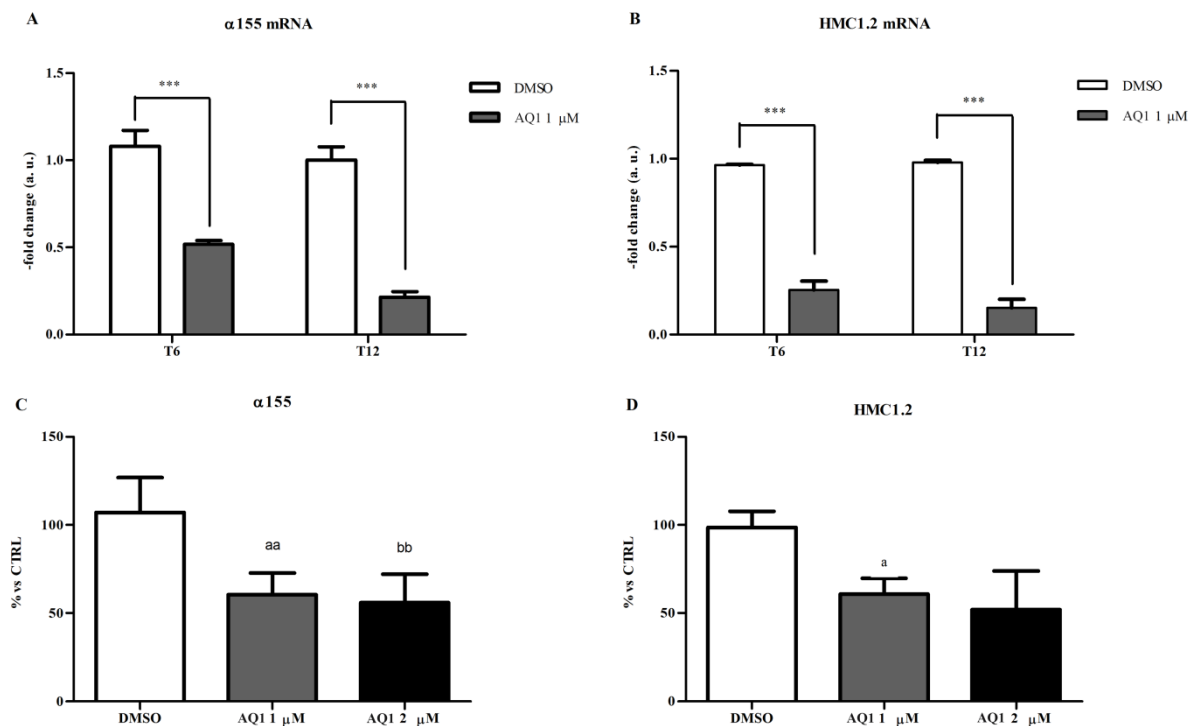 A
α155 mRNA
-fold change (a. u.)
1.5
1.0
0.5
0.0
***
***
T6
T12
DMSO
AQ1 1 μM
B
HMC1.2 mRNA
-fold change (a. u.)
1.5
1.0
0.5
0.0
***
***
T6
T12
DMSO
AQ1 1 μM
C
α155
% vs CTRL
150
100
50
0
aa
bb
DMSO
AQ1 1 μM
AQ1 2 μM
D
HMC1.2
% vs CTRL
150
100
50
0
a
DMSO
AQ1 1 μM
AQ1 2 μM